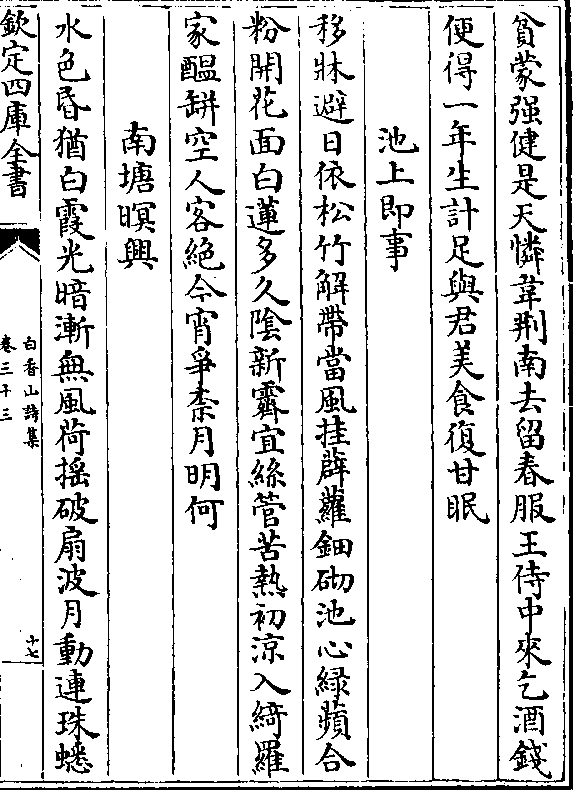 貧蒙强健是天憐韋荆南去留春服王侍中來乞酒錢
便得一年生計足與君美食復甘眠
池上即事
移牀避日依松竹解帶當風挂薜蘿鈿砌池心緑蘋合
粉開花面白蓮多久陰新霽宜絲管苦熱初涼入綺羅
家醖缾空人客絶今宵爭柰月明何
南塘暝興
水色昏猶白霞光暗漸無風荷揺破扇波月動連珠蟋
欽定四庫全書
白香山詩集
卷三十三
十七